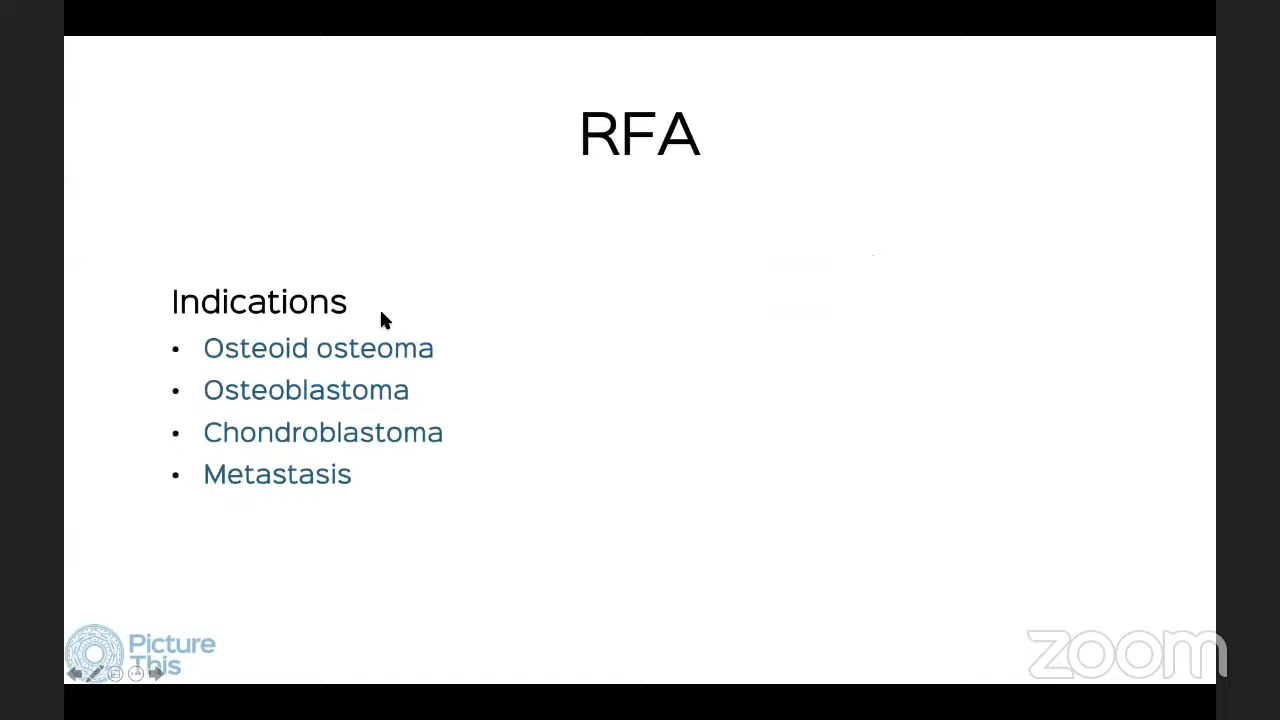 RFA
Indications
• Osteoid osteoma
• Osteoblastoma
• Chondroblastoma
• Metastasis
Picture
This
zoom